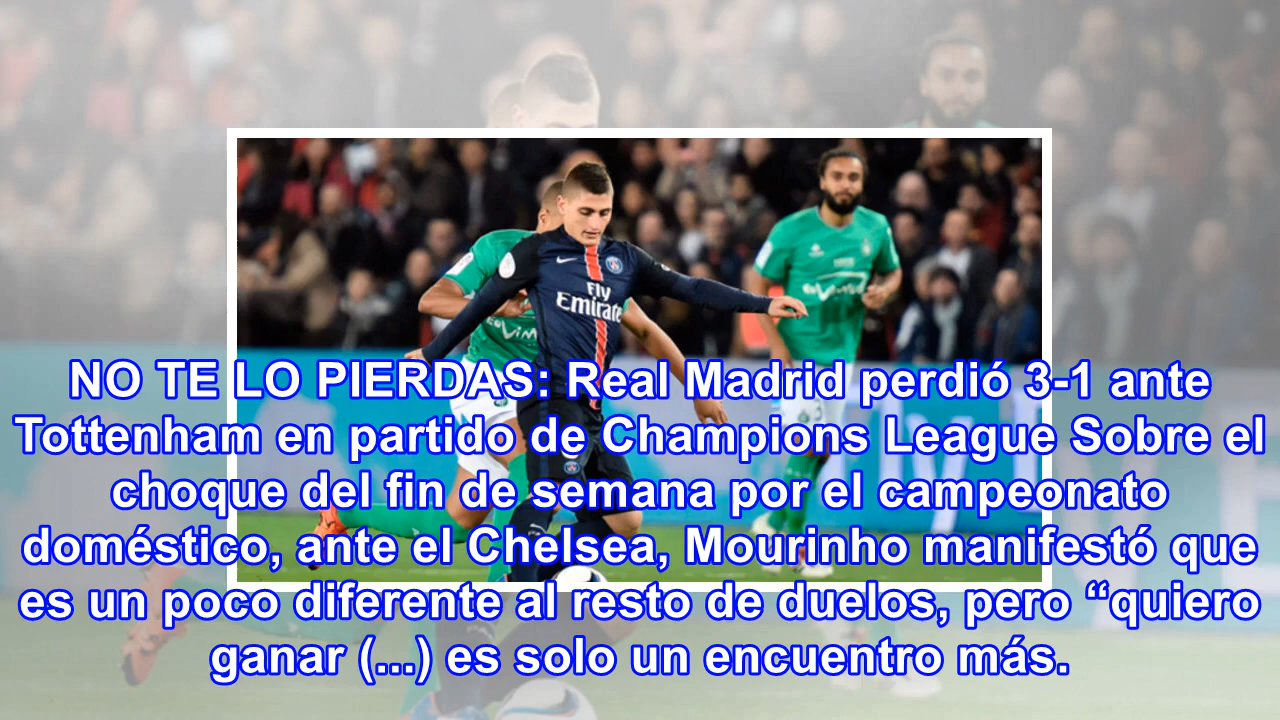 NO TE LO PIERDAS: Real Madrid perdió 3-1 ante
Tottenham en partido de Champions League Sobre el
choque del fin de semana por el campeonato
doméstico, ante el Chelsea, Mourinho manifestó que
es un poco diferente al resto de duelos, pero “quiero
ganar (...) es solo un encuentro más.
Fly
Emirates